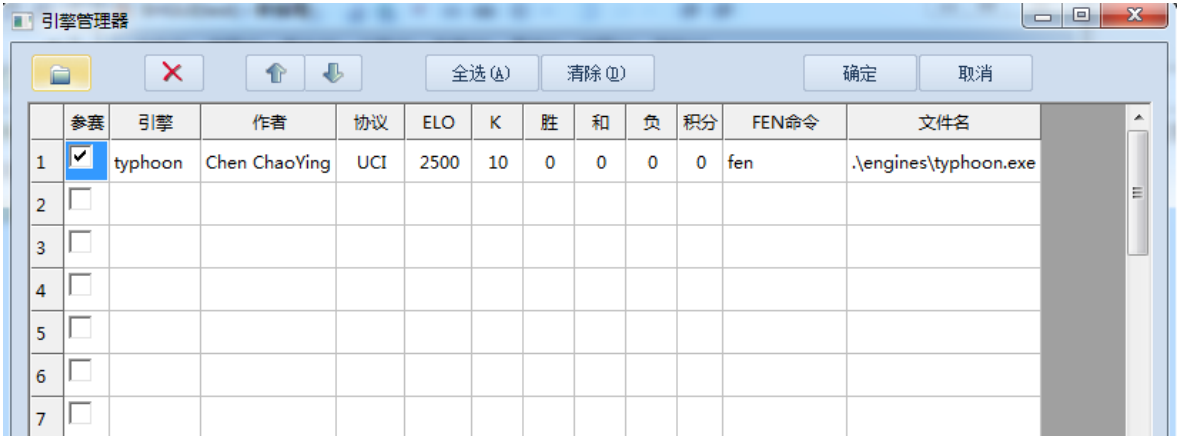 引擎管理器
全选(A) 清除(D) 确定 取消
参赛 引擎 作者 协议 ELO K 胜 和 负 积分 FEN命令 文件名
1 typhoon Chen ChaoYing UCI 2500 10 0 0 0 0 fen .\engines\typhoon.exe
2
3
4
5
6
7